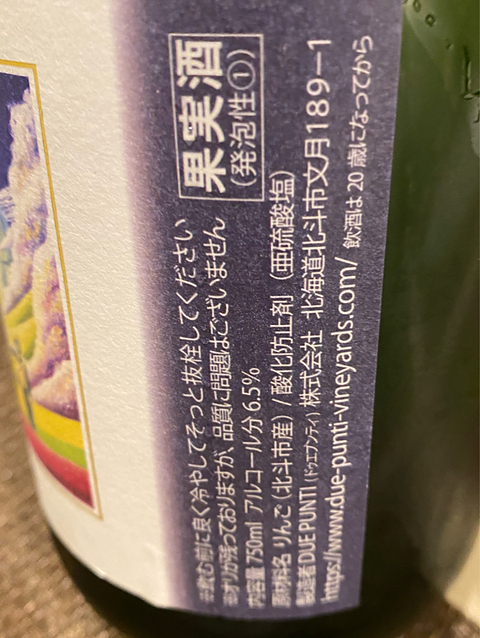 果実酒
(発泡性①)
※飲む前に良く冷やしてそっと抜栓してください
※オリが残っておりますが、品質に問題はございません
内容量 750ml アルコール分 6.5%
原材料名 りんご(北斗市産) / 酸化防止剤 (亜硫酸塩)
製造者 DUE PUNTI (ドゥエプンティ) 株式会社 北海道北斗市文月189-1
https://www.due-punti-vineyards.com/ 飲酒は20歳になってから